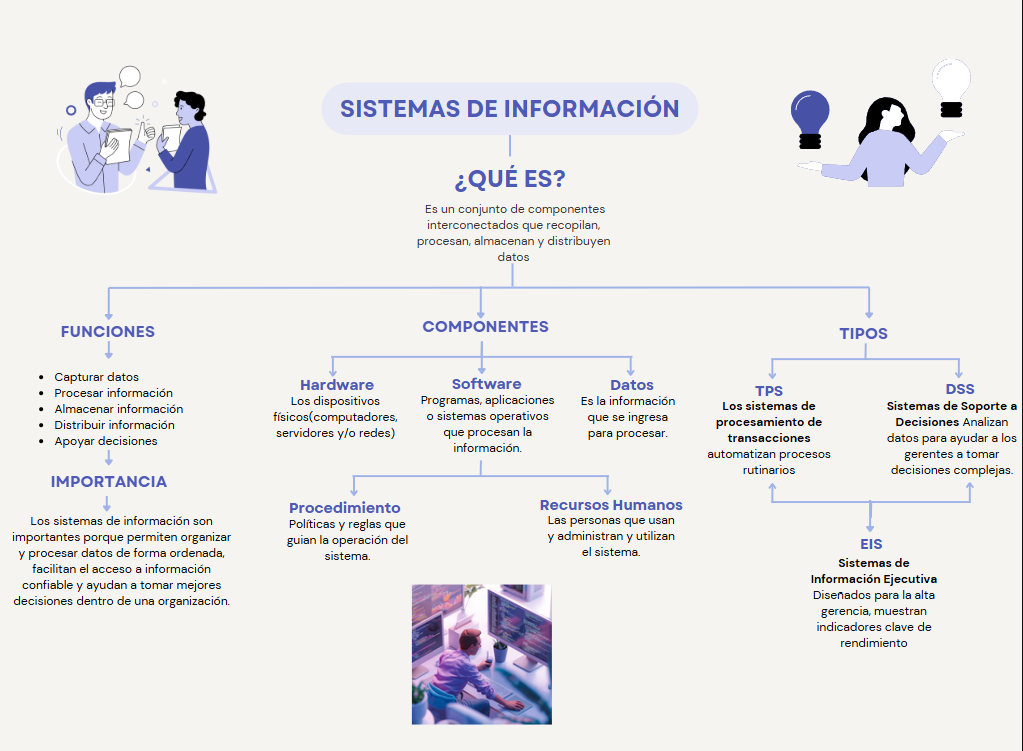 SISTEMAS DE INFORMACIÓN
¿QUÉ ES?
Es un conjunto de componentes
interconectados que recopilan,
procesan, almacenan y distribuyen
datos
FUNCIONES
• Capturar datos
• Procesar información
• Almacenar información
• Distribuir información
• Apoyar decisiones
IMPORTANCIA
Los sistemas de información son
importantes porque permiten organizar
y procesar datos de forma ordenada,
facilitan el acceso a información
confiable y ayudan a tomar mejores
decisiones dentro de una organización.
COMPONENTES
Hardware
Los dispositivos
físicos(computadores,
servidores y/o redes)
Software
Programas, aplicaciones
o sistemas operativos
que procesan la
información.
Datos
Es la información
que se ingresa
para procesar.
Procedimiento
Políticas y reglas que
guian la operación del
sistema.
Recursos Humanos
Las personas que usan
y administran y utilizan
el sistema.
TIPOS
TPS
Los sistemas de
procesamiento de
transacciones
automatizan procesos
rutinarios
DSS
Sistemas de Soporte a
Decisiones Analizan
datos para ayudar a los
gerentes a tomar
decisiones complejas.
EIS
Sistemas de
Información Ejecutiva
Diseñados para la alta
gerencia, muestran
indicadores clave de
rendimiento